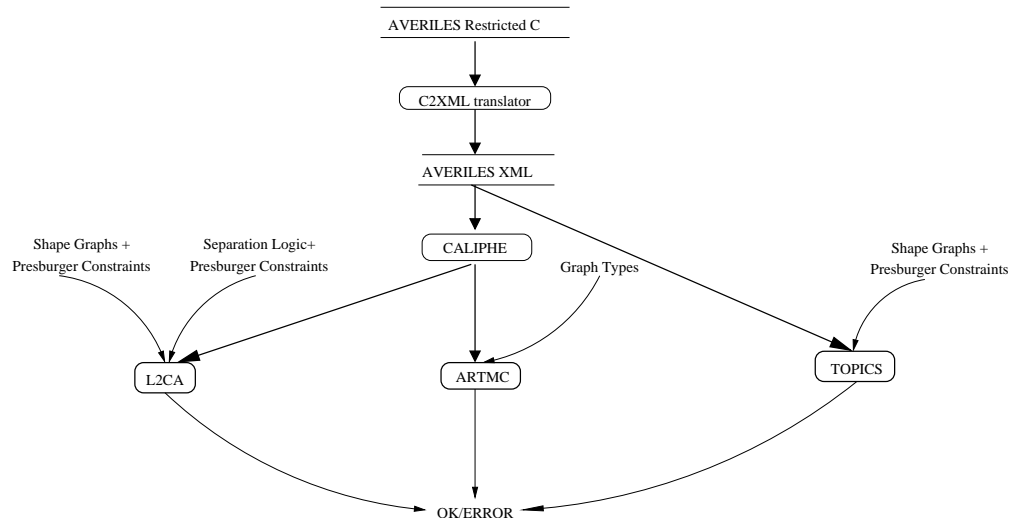 AVERILES Restricted C
C2XML translator
AVERILES XML
CALIPHE
Shape Graphs +
Presburger Constraints
Separation Logic+
Presburger Constraints
Graph Types
Shape Graphs +
Presburger Constraints
L2CA
ARTMC
TOPICS
OK/ERROR